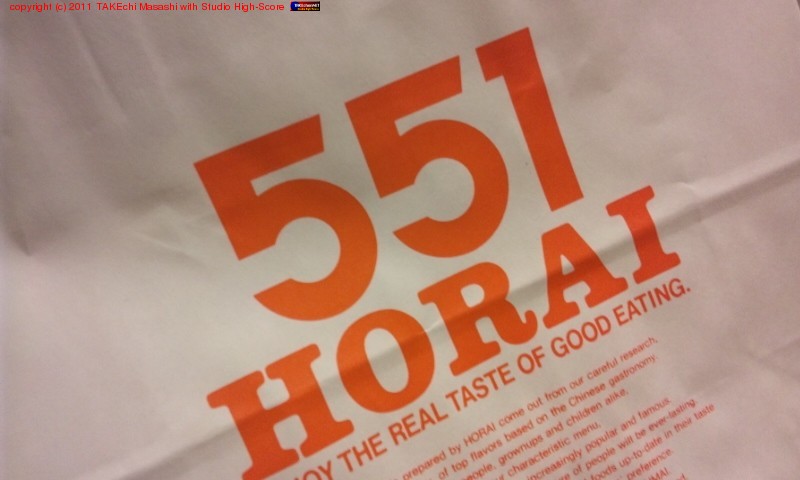 copyright (c) 2011 TAKEchi Masashi with Studio High-Score
551
HORAI
JOY THE REAL TASTE OF GOOD EATING.
prepared by HORAI come out from our careful research,
of top flavors based on the Chinese gastronomy.
people, grownups and children alike,
characteristic menu.
increasingly popular and famous
of people will be ever-lasting
foods up-to-date in their taste
preference.